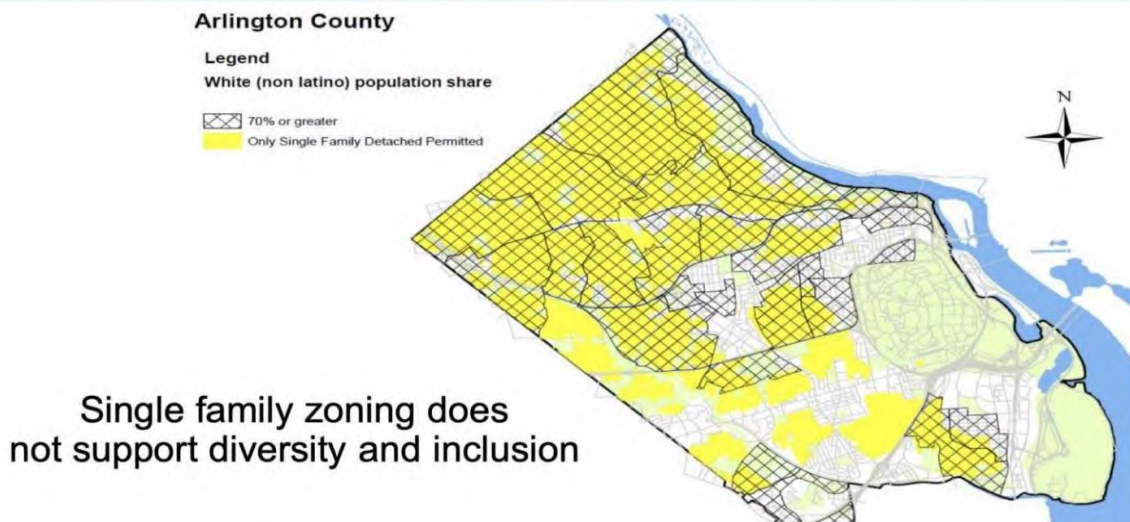 Arlington County
Legend
White (non latino) population share
70% or greater
Only Single Family Detached Permitted
N
Single family zoning does
not support diversity and inclusion